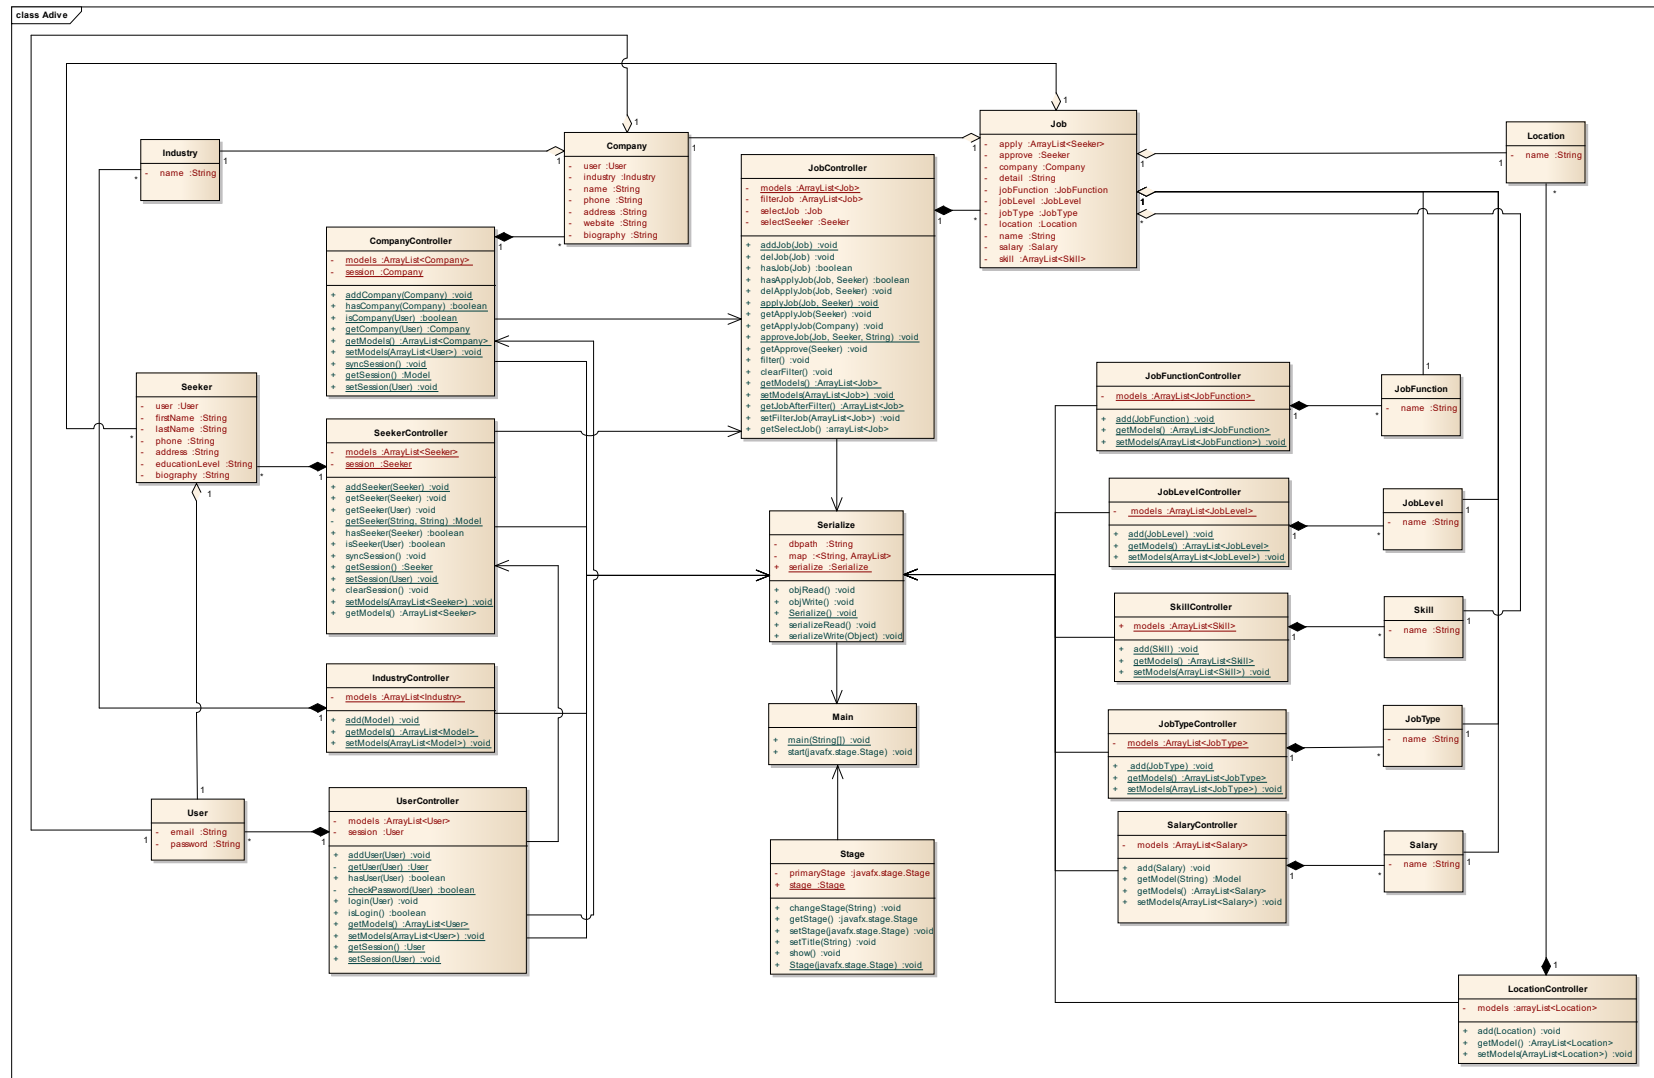 class Adive
Industry
- name :String
Company
- user :User
- industry :Industry
- name :String
- phone :String
- address :String
- website :String
- biography :String
Job
- apply :ArrayList<Seeker>
- approve :Seeker
- company :Company
- detail :String
- jobFunction :JobFunction
- jobLevel :JobLevel
- jobType :JobType
- location :Location
- name :String
- salary :Salary
- skill :ArrayList<Skill>
Location
- name :String
JobController
- models :ArrayList<Job>
- filterJob :ArrayList<Job>
- selectJob :Job
- selectSeeker :Seeker
+ addJob(Job) :void
+ delJob(Job) :void
+ hasJob(Job) :boolean
+ hasApplyJob(Job, Seeker) :boolean
+ delApplyJob(Job, Seeker) :void
+ applyJob(Job, Seeker) :void
+ getApplyJob(Seeker) :void
+ getApplyJob(Company) :void
+ approveJob(Job, Seeker, String) :void
+ getApprove(Seeker) :void
+ filter() :void
+ clearFilter() :void
+ getModels() :ArrayList<Job>
+ setModels(ArrayList<Job>) :void
+ getJobAfterFilter() :ArrayList<Job>
+ setFilterJob(ArrayList<Job>) :void
+ getSelectJob() :arrayList<Job>
CompanyController
- models :ArrayList<Company>
- session :Company
+ addCompany(Company) :void
+ hasCompany(Company) :boolean
+ isCompany(User) :boolean
+ getCompany(User) :Company
+ getModels() :ArrayList<Company>
+ setModels(ArrayList<User>) :void
+ syncSession() :void
+ getSession() :Model
+ setSession(User) :void
Seeker
- user :User
- firstName :String
- lastName :String
- phone :String
- address :String
- educationLevel :String
- biography :String
SeekerController
- models :ArrayList<Seeker>
- session :Seeker
+ addSeeker(Seeker) :void
+ getSeeker(Seeker) :void
+ getSeeker(User) :void
- getSeeker(String, String) :Model
+ hasSeeker(Seeker) :boolean
+ isSeeker(User) :boolean
+ syncSession() :void
+ getSession() :Seeker
+ setSession(User) :void
+ clearSession() :void
+ setModels(ArrayList<Seeker>) :void
+ getModels() :ArrayList<Seeker>
JobFunctionController
- models :ArrayList<JobFunction>
+ add(JobFunction) :void
+ getModels() :ArrayList<JobFunction>
+ setModels(ArrayList<JobFunction>) :void
JobFunction
- name :String
JobLevelController
- models :ArrayList<JobLevel>
+ add(JobLevel) :void
+ getModels() :ArrayList<JobLevel>
+ setModels(ArrayList<JobLevel>) :void
JobLevel
- name :String
Serialize
- dbpath :String
- map :<String, ArrayList>
+ serialize :Serialize
+ objRead() :void
+ objWrite() :void
+ Serialize() :void
+ serializeRead() :void
+ serializeWrite(Object) :void
SkillController
+ models :ArrayList<Skill>
+ add(Skill) :void
+ getModels() :ArrayList<Skill>
+ setModels(ArrayList<Skill>) :void
Skill
- name :String
IndustryController
- models :ArrayList<Industry>
+ add(Model) :void
+ getModels() :ArrayList<Model>
+ setModels(ArrayList<Model>) :void
Main
+ main(String[]) :void
+ start(javafx.stage.Stage) :void
JobTypeController
- models :ArrayList<JobType>
+ add(JobType) :void
+ getModels() :ArrayList<JobType>
+ setModels(ArrayList<JobType>) :void
JobType
- name :String
User
- email :String
- password :String
UserController
- models :ArrayList<User>
- session :User
+ addUser(User) :void
- getUser(User) :User
+ hasUser(User) :boolean
- checkPassword(User) :boolean
+ login(User) :void
+ isLogin() :boolean
+ getModels() :ArrayList<User>
+ setModels(ArrayList<User>) :void
+ getSession() :User
+ setSession(User) :void
Stage
- primaryStage :javafx.stage.Stage
+ stage :Stage
+ changeStage(String) :void
+ getStage() :javafx.stage.Stage
+ setStage(javafx.stage.Stage) :void
+ setTitle(String) :void
+ show() :void
+ Stage(javafx.stage.Stage) :void
SalaryController
- models :ArrayList<Salary>
+ add(Salary) :void
+ getModel(String) :Model
+ getModels() :ArrayList<Salary>
+ setModels(ArrayList<Salary>) :void
Salary
- name :String
LocationController
- models :arrayList<Location>
+ add(Location) :void
+ getModel() :ArrayList<Location>
+ setModels(ArrayList<Location>) :void